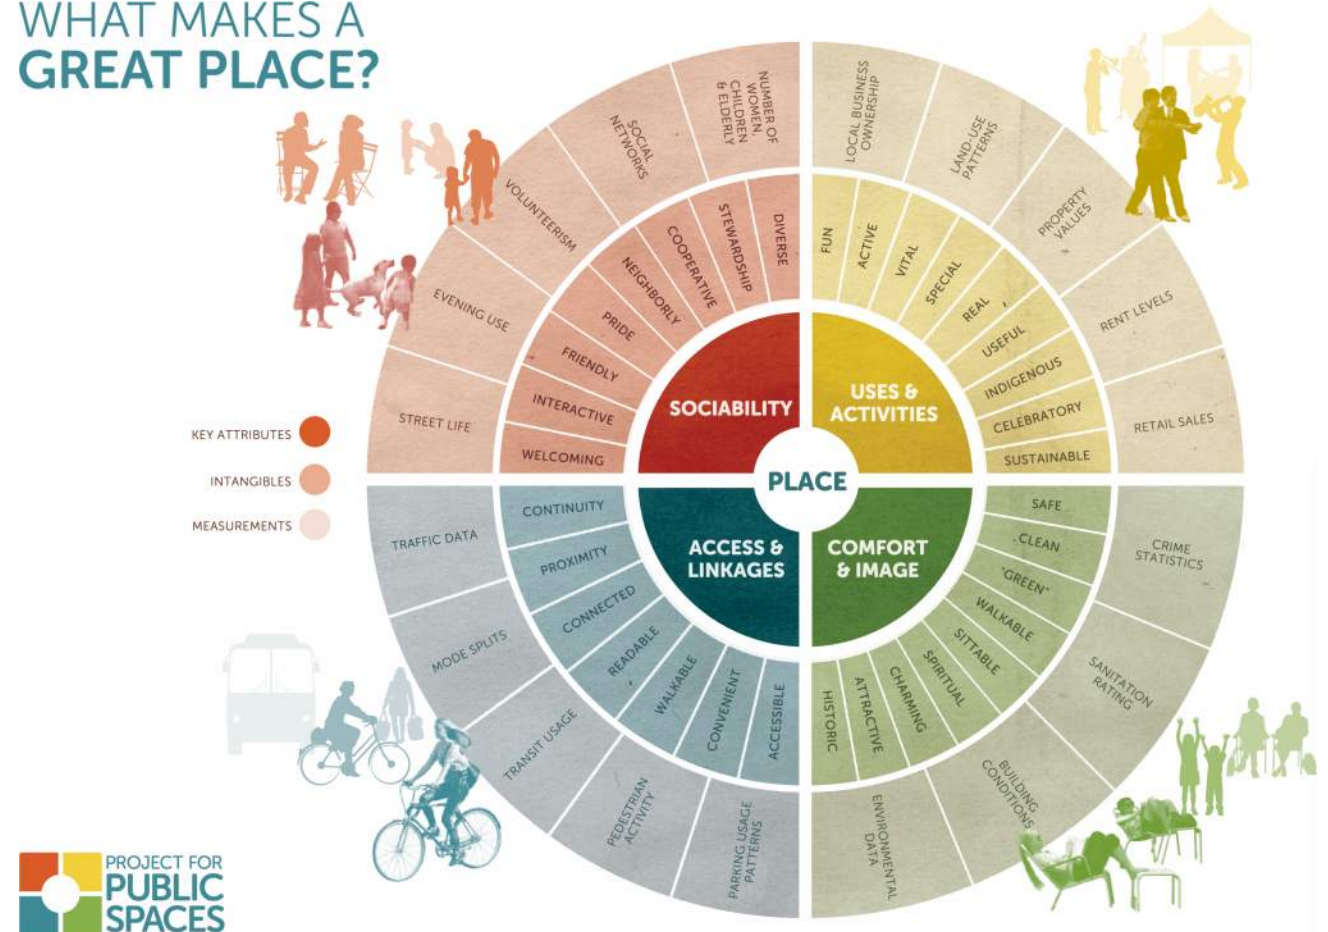 WHAT MAKES A
GREAT PLACE?
KEY ATTRIBUTES
INTANGIBLES
MEASUREMENTS
PLACE
SOCIABILITY
USES &
ACTIVITIES
ACCESS &
LINKAGES
COMFORT
& IMAGE
WELCOMING
INTERACTIVE
FRIENDLY
PRIDE
NEIGHBORLY
COOPERATIVE
STEWARDSHIP
DIVERSE
FUN
ACTIVE
VITAL
SPECIAL
REAL
USEFUL
INDIGENOUS
CELEBRATORY
SUSTAINABLE
SAFE
CLEAN
"GREEN"
WALKABLE
SITTABLE
SPIRITUAL
CHARMING
ATTRACTIVE
HISTORIC
ACCESSIBLE
CONVENIENT
WALKABLE
READABLE
CONNECTED
PROXIMITY
CONTINUITY
STREET LIFE
EVENING USE
VOLUNTEERISM
SOCIAL
NETWORKS
NUMBER OF
WOMEN,
CHILDREN
& ELDERLY
LOCAL BUSINESS
OWNERSHIP
LAND-USE
PATTERNS
PROPERTY
VALUES
RENT LEVELS
RETAIL SALES
CRIME
STATISTICS
SANITATION
RATING
BUILDING
CONDITIONS
ENVIRONMENTAL
DATA
PARKING USAGE
PATTERNS
PEDESTRIAN
ACTIVITY
TRANSIT USAGE
MODE SPLITS
TRAFFIC DATA
PROJECT FOR
PUBLIC
SPACES